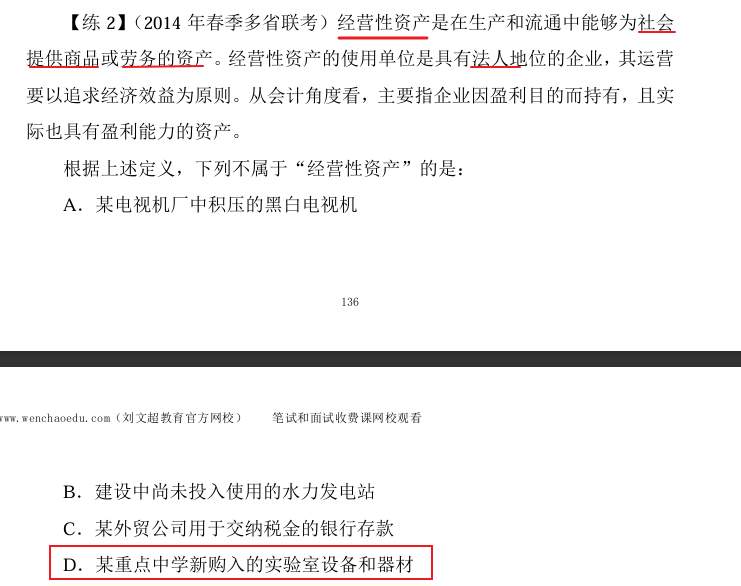 【练 2】（2014 年春季多省联考）经营性资产是在生产和流通中能够为社会
提供商品或劳务的资产。经营性资产的使用单位是具有法人地位的企业，其运营
要以追求经济效益为原则。从会计角度看，主要指企业因盈利目的而持有，且实
际也具有盈利能力的资产。
根据上述定义，下列不属于“经营性资产”的是：
A．某电视机厂中积压的黑白电视机
136
www.wenchaoedu.com（刘文超教育官方网校） 笔试和面试收费课网校观看
B．建设中尚未投入使用的水力发电站
C．某外贸公司用于交纳税金的银行存款
D．某重点中学新购入的实验室设备和器材